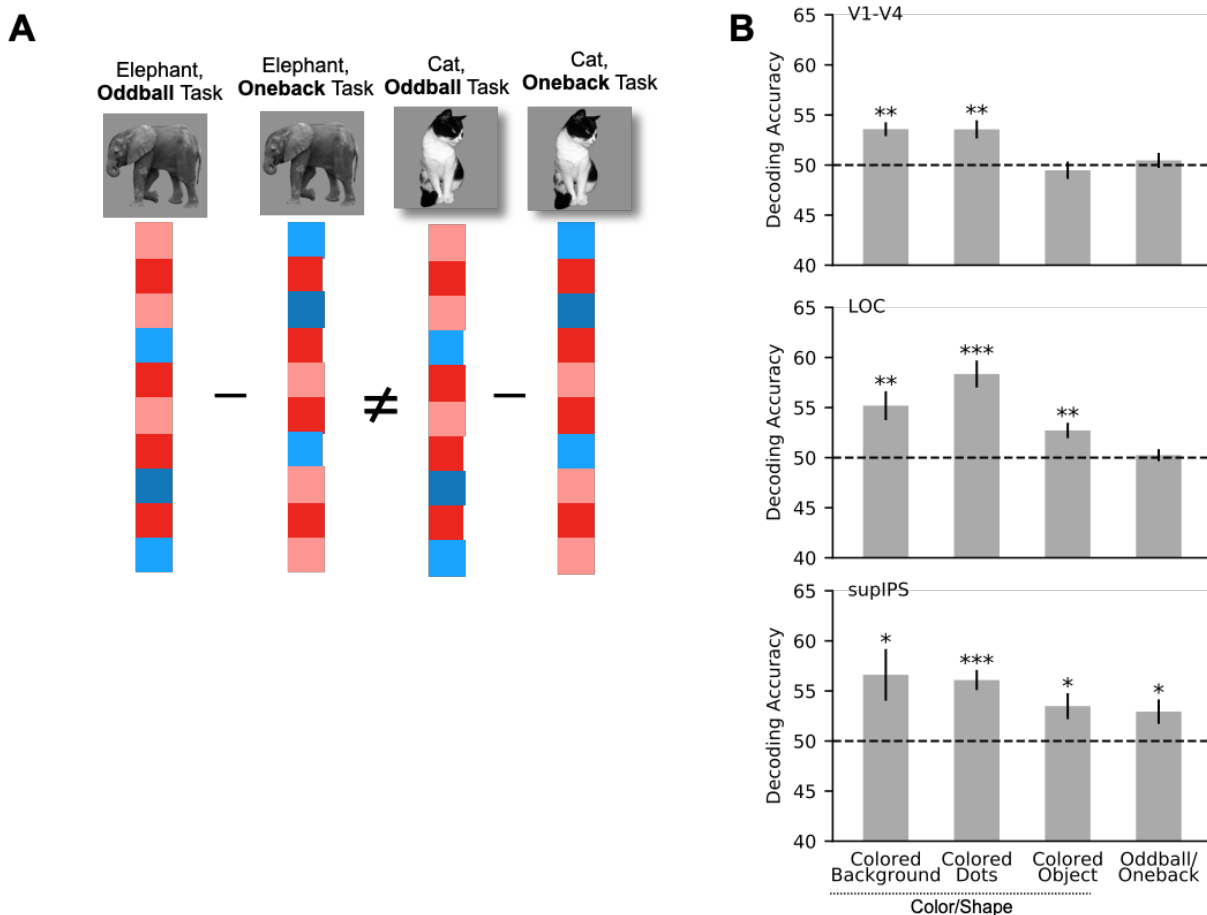 A
Elephant,
Oddball Task
Elephant,
Oneback Task
Cat,
Oddball Task
Cat,
Oneback Task
−
≠
−
B
V1-V4
Decoding Accuracy
65
60
55
50
45
40
**
**
LOC
Decoding Accuracy
65
60
55
50
45
40
**
***
**
supIPS
Decoding Accuracy
65
60
55
50
45
40
*
***
*
*
Colored
Background
Colored
Dots
Colored
Object
Oddball/
Oneback
Color/Shape